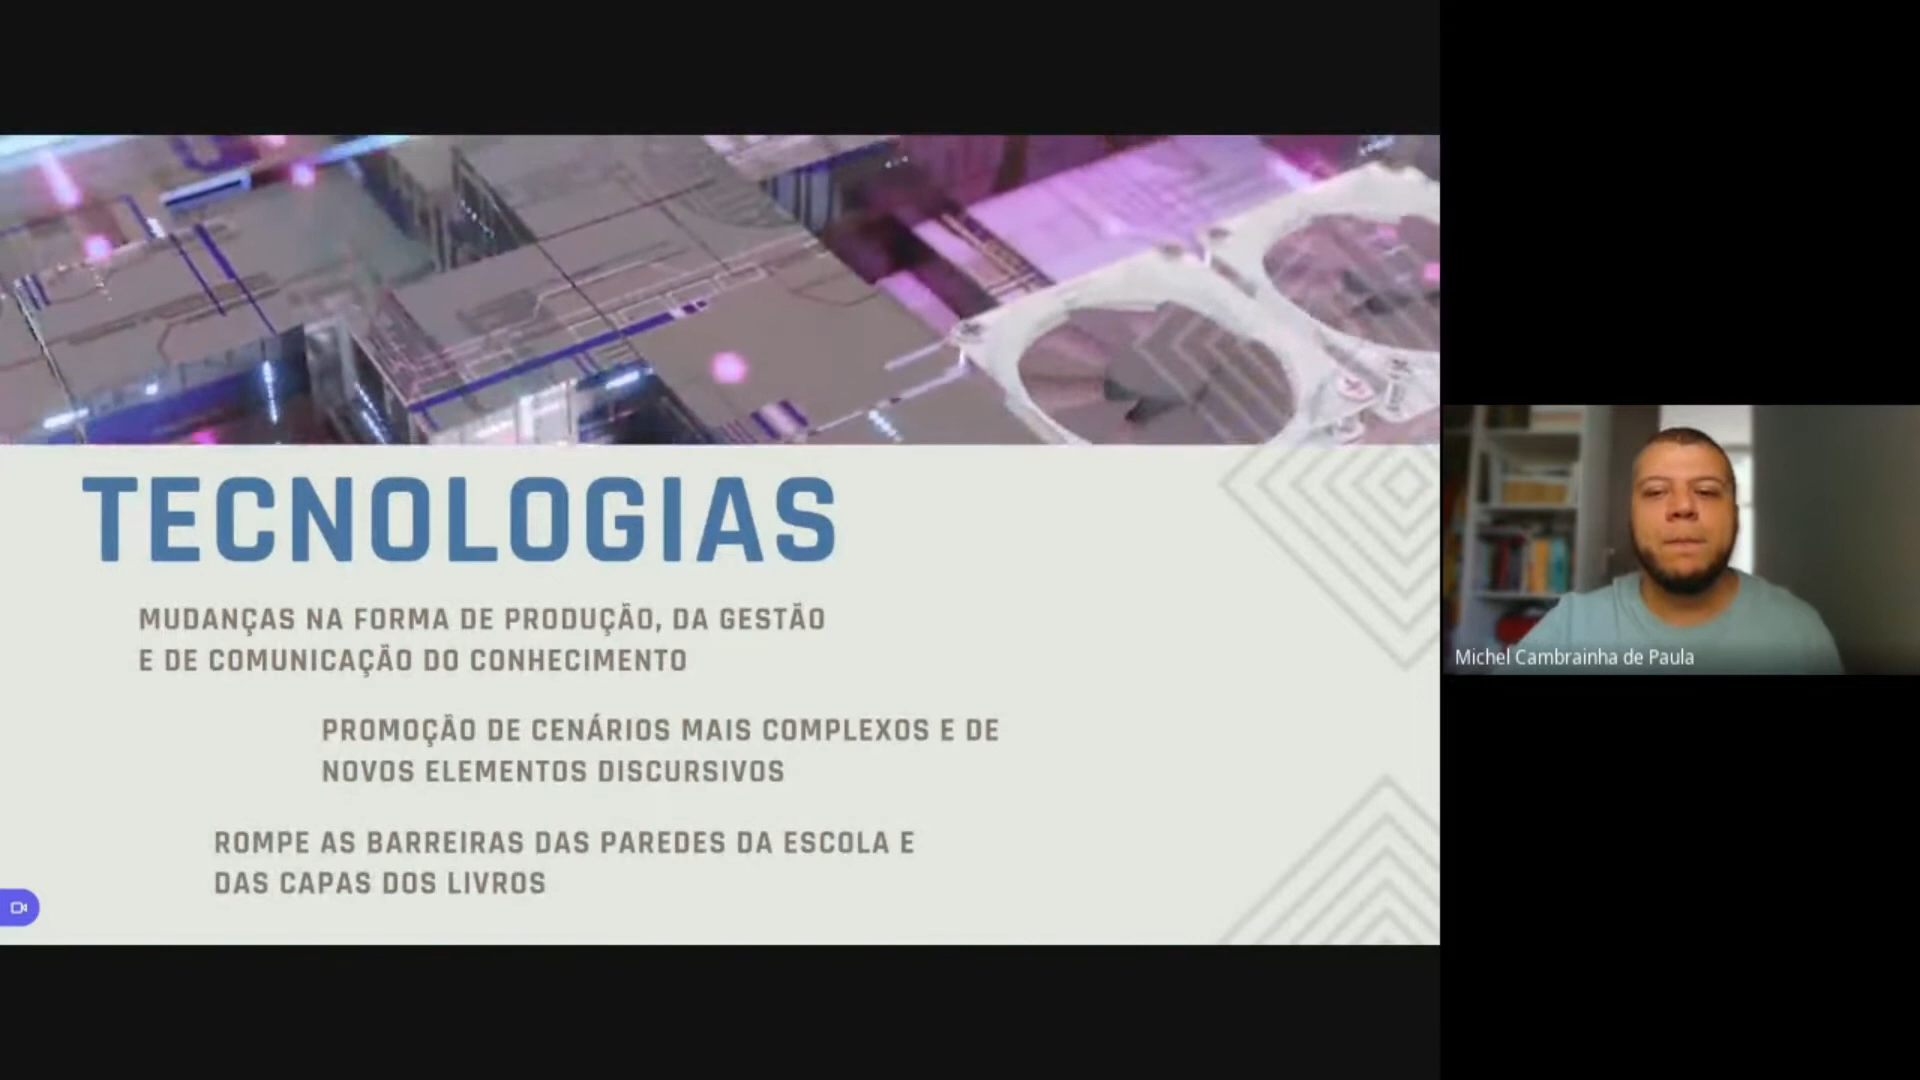 TECNOLOGIAS
MUDANÇAS NA FORMA DE PRODUÇÃO, DA GESTÃO
E DE COMUNICAÇÃO DO CONHECIMENTO
PROMOÇÃO DE CENÁRIOS MAIS COMPLEXOS E DE
NOVOS ELEMENTOS DISCURSIVOS
ROMPE AS BARREIRAS DAS PAREDES DA ESCOLA E
DAS CAPAS DOS LIVROS
Michel Cambrainha de Paula